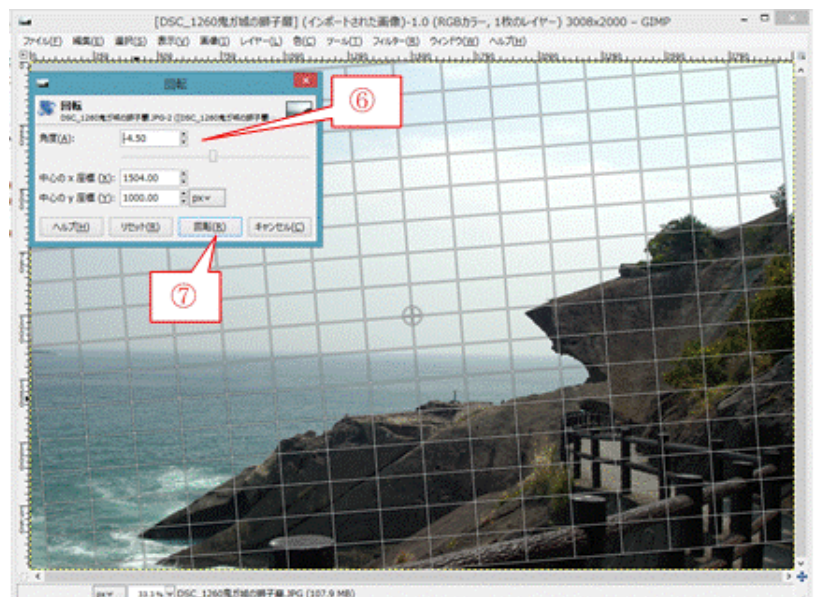 [DSC_1260鬼が城の獅子巌] (インポートされた画像)-1.0 (RGBカラー, 1枚のレイヤー) 3008x2000 – GIMP
ファイル(F) 編集(E) 選択(S) 表示(V) 画像(I) レイヤー(L) 色(C) ツール(T) フィルター(R) ウィンドウ(W) ヘルプ(H)
回転
回転
⑥
角度(A): -4.50
中心の x 座標 (X): 1504.00
中心の y 座標 (Y): 1000.00 px
ヘルプ(H) リセット(R) 回転(R) キャンセル(C)
⑦
px 33.3 % DSC_1260鬼が城の獅子巌.JPG (107.9 MB)